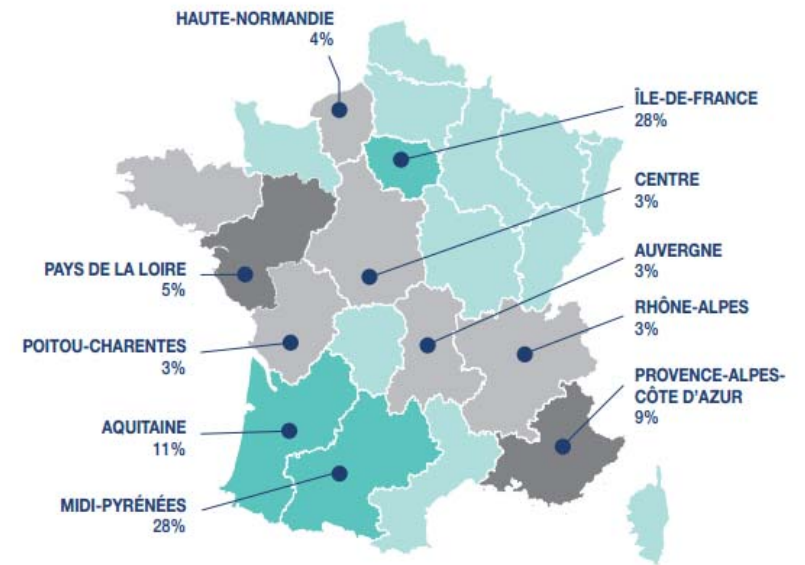 HAUTE-NORMANDIE
4%
ÎLE-DE-FRANCE
28%
CENTRE
3%
AUVERGNE
3%
PAYS DE LA LOIRE
5%
RHÔNE-ALPES
3%
POITOU-CHARENTES
3%
PROVENCE-ALPES-
CÔTE D'AZUR
9%
AQUITAINE
11%
MIDI-PYRÉNÉES
28%